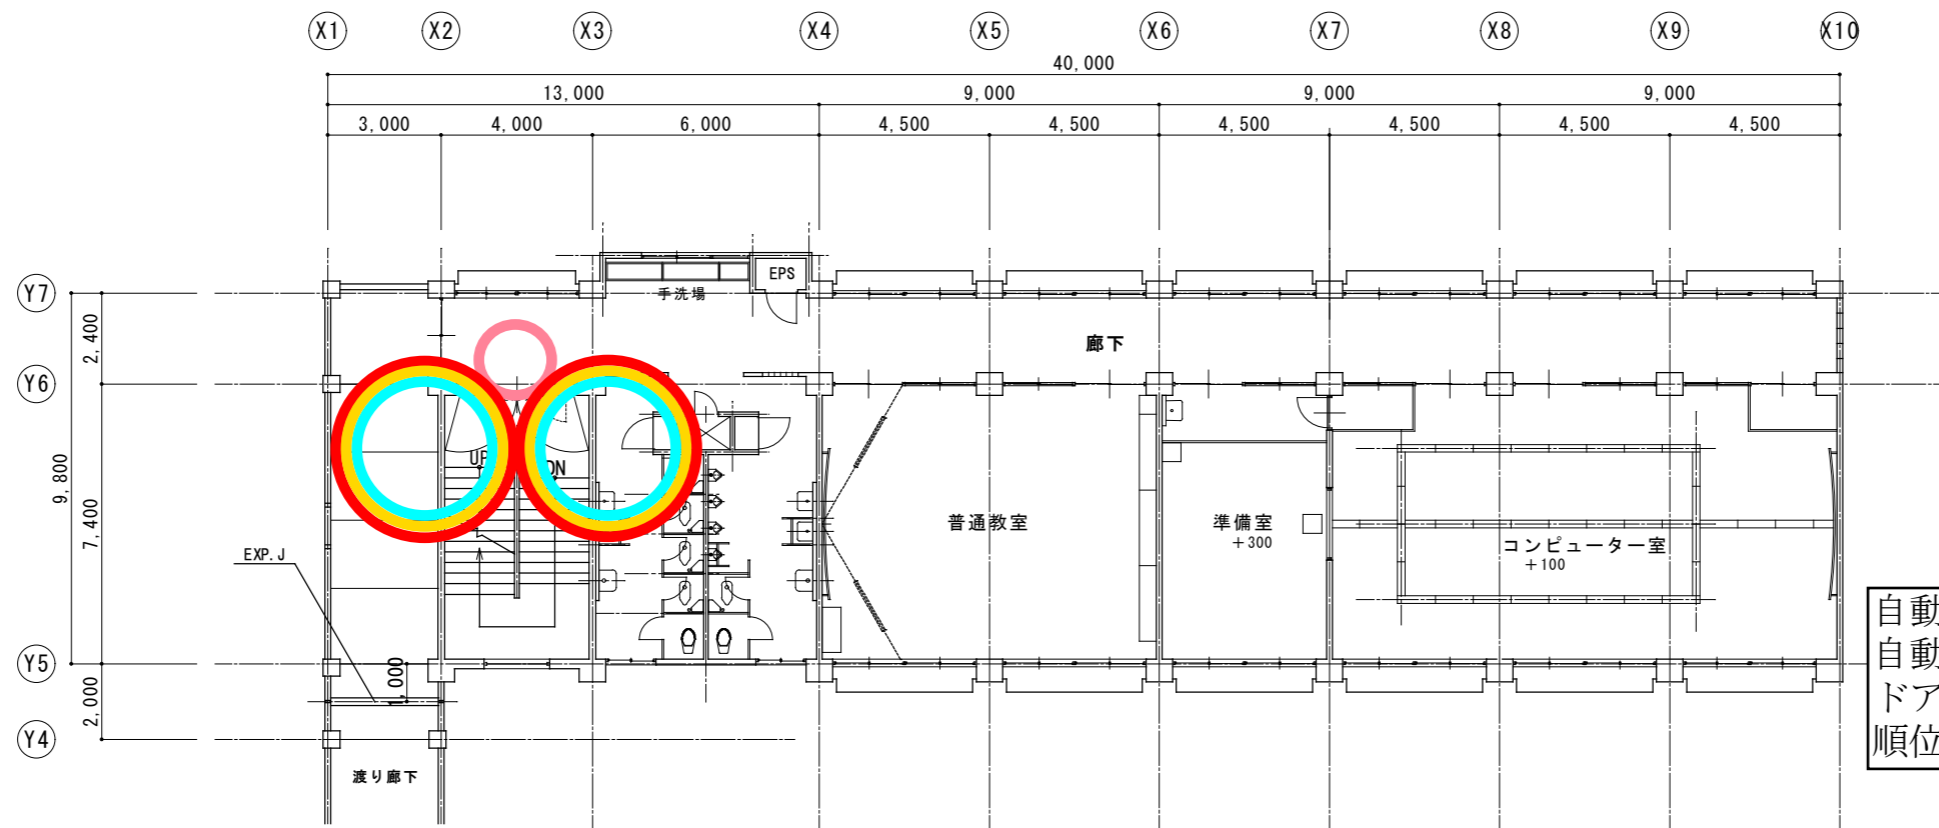 X1 X2 X3 X4 X5 X6 X7 X8 X9 X10
40,000
13,000 9,000 9,000 9,000
3,000 4,000 6,000 4,500 4,500 4,500 4,500 4,500 4,500
EPS
手洗場
Y7
2,400
廊下
Y6
UP
DN
9,800
7,400
普通教室
準備室
+300
コンピューター室
+100
EXP.J
自動
自動
ドア
順位
Y5
1,000
2,000
Y4
渡り廊下